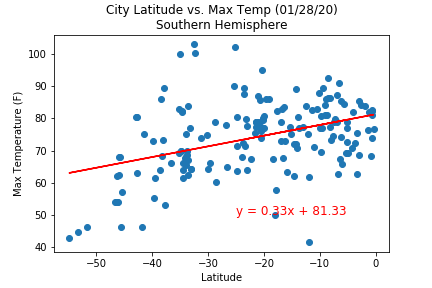 City Latitude vs. Max Temp (01/28/20)
Southern Hemisphere
Max Temperature (F)
100
90
80
70
60
50
40
y = 0.33x + 81.33
−50 −40 −30 −20 −10 0
Latitude